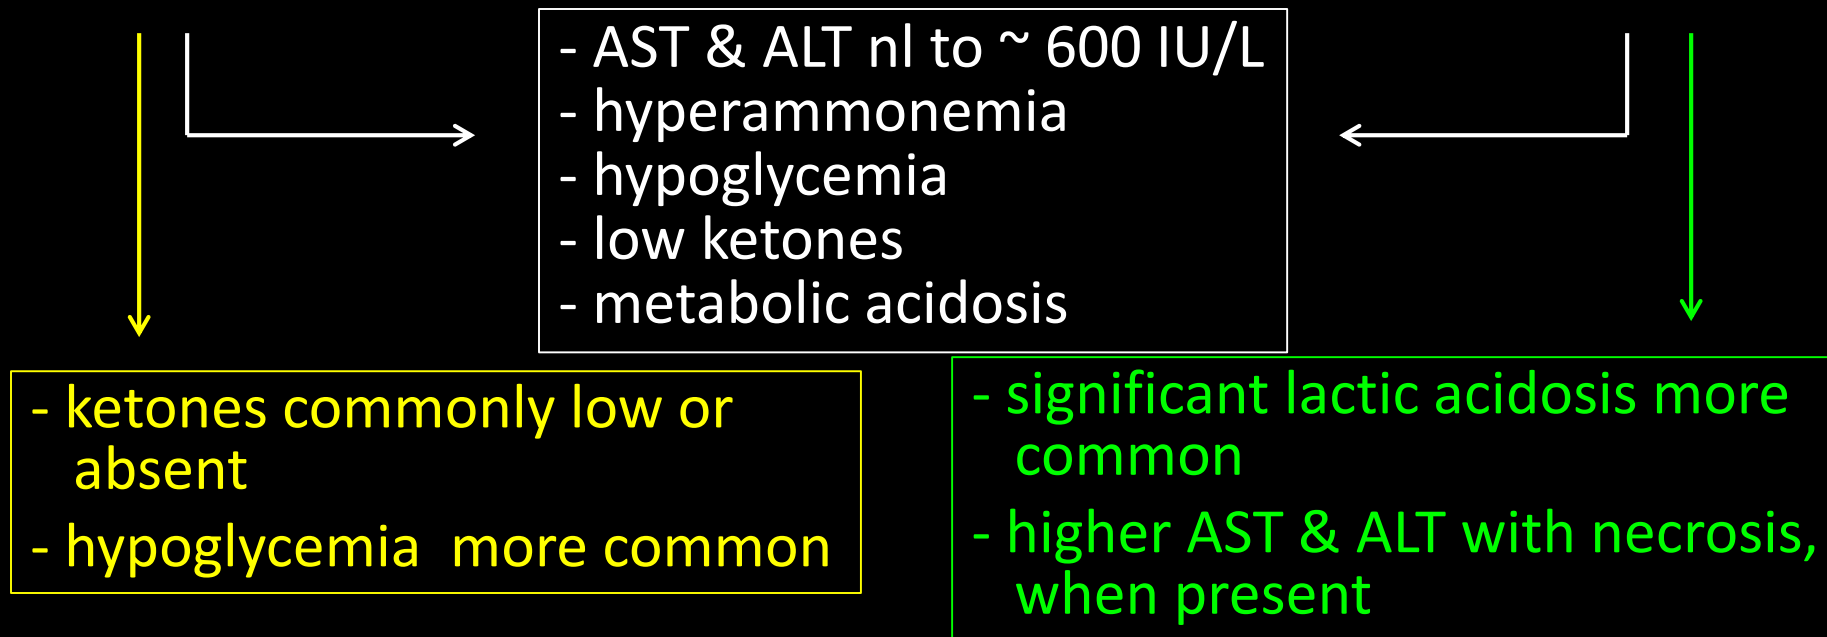 - AST & ALT nl to ~ 600 IU/L
- hyperammonemia
- hypoglycemia
- low ketones
- metabolic acidosis
- ketones commonly low or
absent
- hypoglycemia  more common
- significant lactic acidosis more
common
- higher AST & ALT with necrosis,
when present